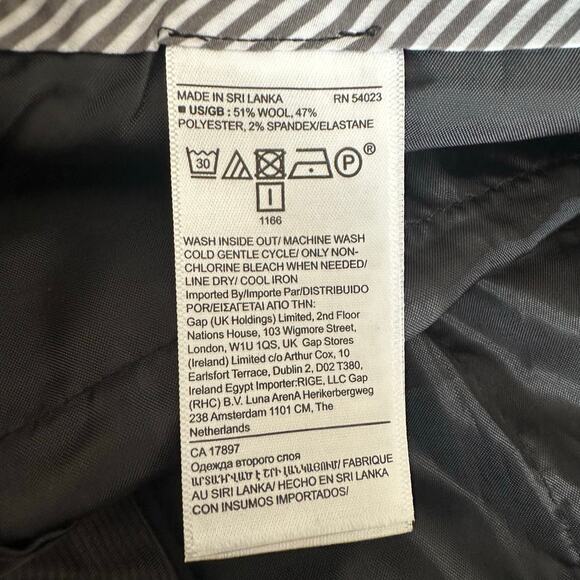 MADE IN SRI LANKA RN 54023
US/GB : 51% WOOL, 47%
POLYESTER, 2% SPANDEX/ELASTANE
30 P ®
1166
WASH INSIDE OUT/ MACHINE WASH
COLD GENTLE CYCLE/ ONLY NON-
CHLORINE BLEACH WHEN NEEDED/
LINE DRY/ COOL IRON
Imported By/Importe Par/DISTRIBUIDO
POR/ΕΙΣΑΓΕΤΑΙ ΑΠΟ ΤΗΝ:
Gap (UK Holdings) Limited, 2nd Floor
Nations House, 103 Wigmore Street,
London, W1U 1QS, UK Gap Stores
(Ireland) Limited c/o Arthur Cox, 10
Earlsfort Terrace, Dublin 2, D02 T380,
Ireland Egypt Importer:RIGE, LLC Gap
(RHC) B.V. Luna ArenA Herikerbergweg
238 Amsterdam 1101 CM, The
Netherlands
CA 17897
Одежда второго слоя
ԱՐՏԱԴՐՎԱԾ Է ՇՐԻ ԼԱՆԿԱՅՈՒՄ/ FABRIQUE
AU SIRI LANKA/ HECHO EN SRI LANKA
CON INSUMOS IMPORTADOS/